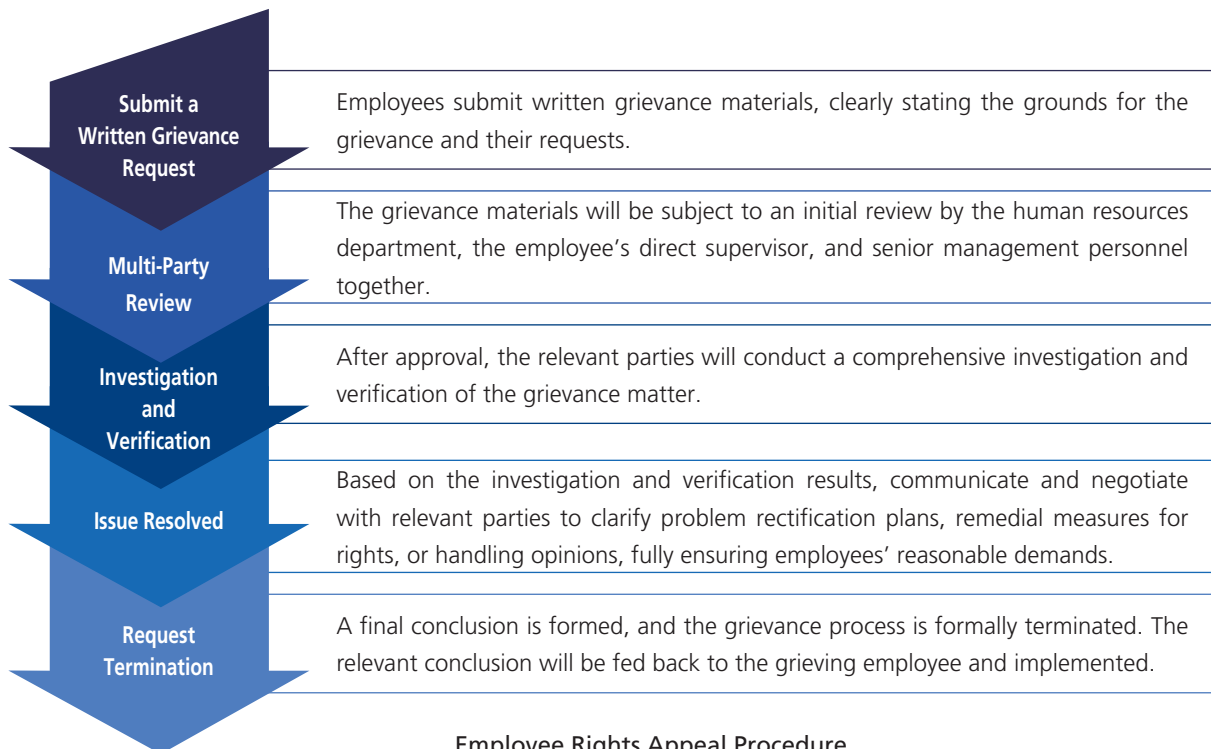 Submit a
Written Grievance
Request
Employees submit written grievance materials, clearly stating the grounds for the
grievance and their requests.
Multi-Party
Review
The grievance materials will be subject to an initial review by the human resources
department, the employee’s direct supervisor, and senior management personnel
together.
Investigation
and
Verification
After approval, the relevant parties will conduct a comprehensive investigation and
verification of the grievance matter.
Issue Resolved
Based on the investigation and verification results, communicate and negotiate
with relevant parties to clarify problem rectification plans, remedial measures for
rights, or handling opinions, fully ensuring employees’ reasonable demands.
Request
Termination
A final conclusion is formed, and the grievance process is formally terminated. The
relevant conclusion will be fed back to the grieving employee and implemented.
Employee Rights Appeal Procedure